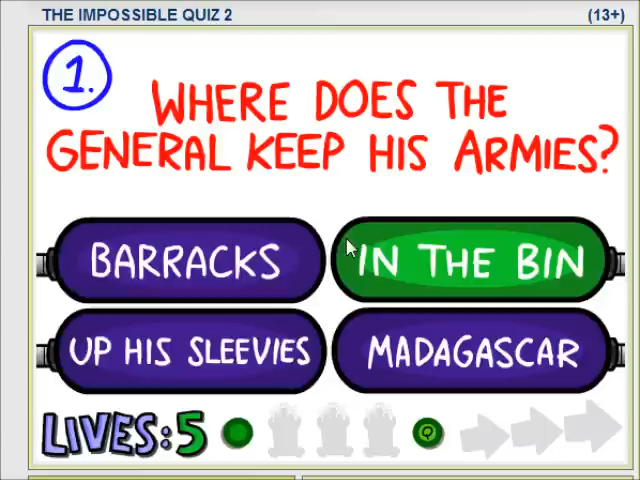 THE IMPOSSIBLE QUIZ 2 (13+)
1. WHERE DOES THE
GENERAL KEEP HIS ARMIES?
BARRACKS
IN THE BIN
UP HIS SLEEVIES
MADAGASCAR
LIVES:5